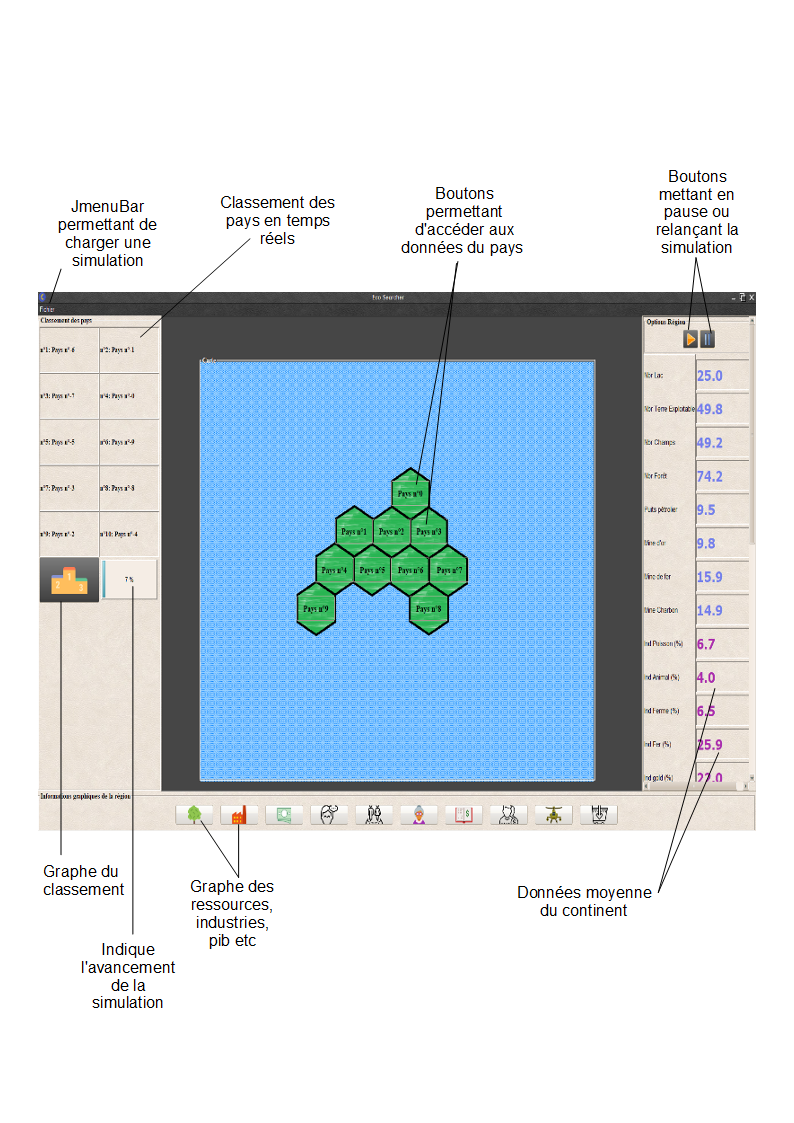 JmenuBar
permettant de
charger une
simulation
Classement des
pays en temps
réels
Boutons
permettant
d'accéder aux
données du pays
Boutons
mettant en
pause ou
relançant la
simulation
Eco Searcher
Fichier
Classement des pays
n°1: Pays n°-6
n°2: Pays n°-1
n°3: Pays n°-7
n°4: Pays n°-0
n°5: Pays n°-5
n°6: Pays n°-9
n°7: Pays n°-3
n°8: Pays n°-8
n°9: Pays n°-2
n°10: Pays n°-4
7 %
Carte
Pays n°0
Pays n°1
Pays n°2
Pays n°3
Pays n°4
Pays n°5
Pays n°6
Pays n°7
Pays n°9
Pays n°8
Options Région
Nbr Lac
25.0
Nbr Terre Exploitable
49.8
Nbr Champs
49.2
Nbr Forêt
74.2
Puits pétrolier
9.5
Mine d'or
9.8
Mine de fer
15.9
Mine Charbon
14.9
Ind Poisson (%)
6.7
Ind Animal (%)
4.0
Ind Ferme (%)
6.5
Ind Fer (%)
25.9
Ind gold (%)
22.0
Informations graphiques de la région
Graphe du
classement
Indique
l'avancement
de la
simulation
Graphe des
ressources,
industries,
pib etc
Données moyenne
du continent